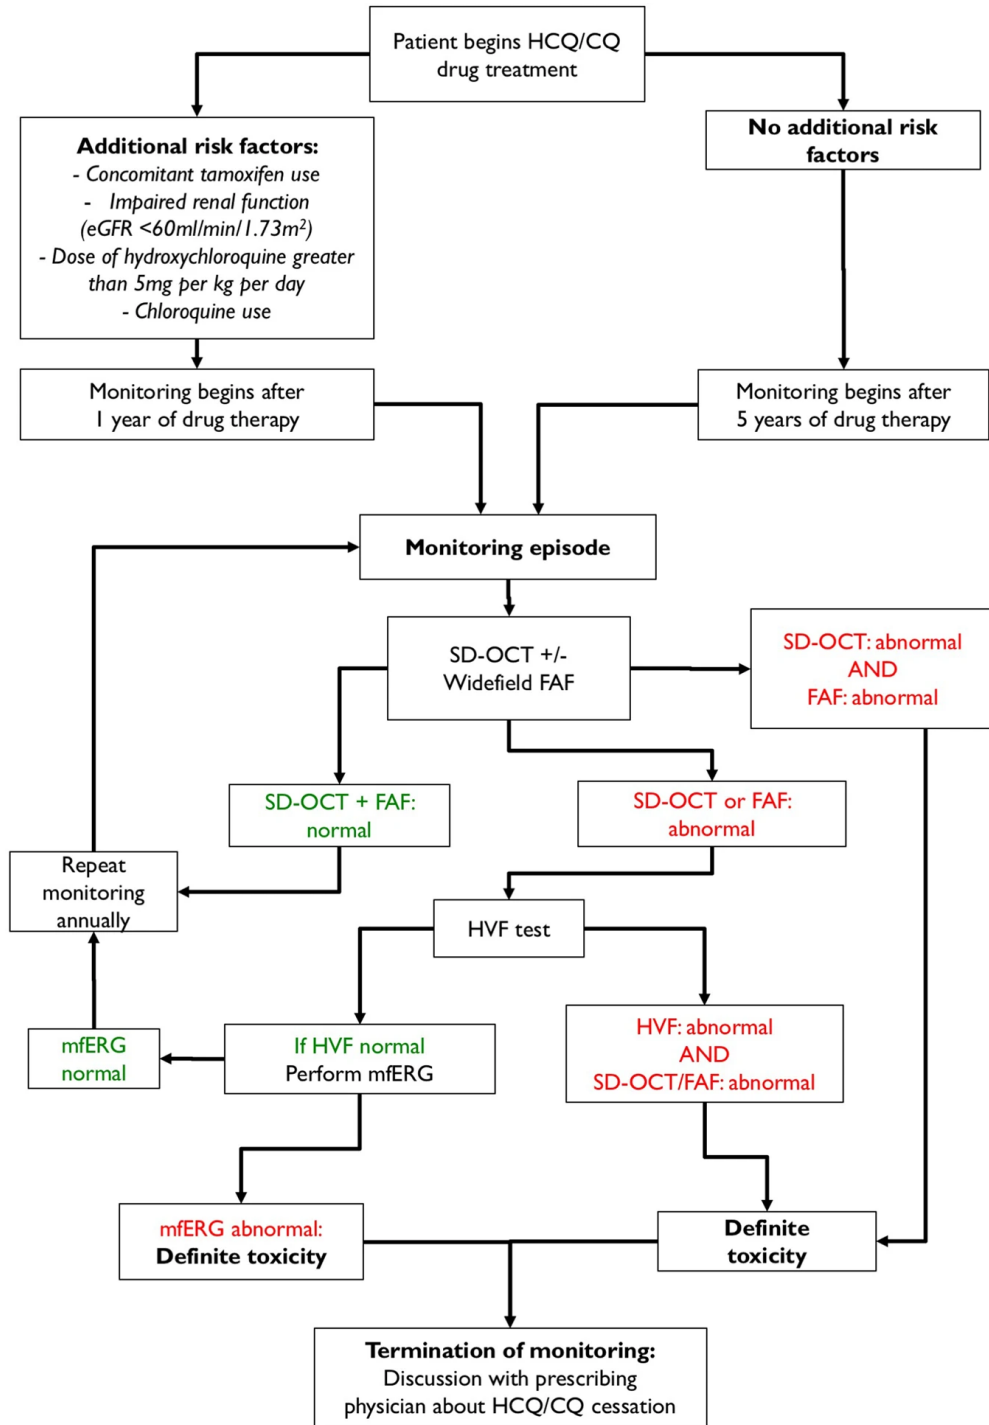 Patient begins HCQ/CQ
drug treatment
Additional risk factors:
- Concomitant tamoxifen use
- Impaired renal function
(eGFR <60ml/min/1.73m²)
- Dose of hydroxychloroquine greater
than 5mg per kg per day
- Chloroquine use
No additional risk
factors
Monitoring begins after
1 year of drug therapy
Monitoring begins after
5 years of drug therapy
Monitoring episode
SD-OCT +/-
Widefield FAF
SD-OCT: abnormal
AND
FAF: abnormal
SD-OCT + FAF:
normal
SD-OCT or FAF:
abnormal
Repeat
monitoring
annually
HVF test
mfERG
normal
If HVF normal
Perform mfERG
HVF: abnormal
AND
SD-OCT/FAF: abnormal
mfERG abnormal:
Definite toxicity
Definite
toxicity
Termination of monitoring:
Discussion with prescribing
physician about HCQ/CQ cessation